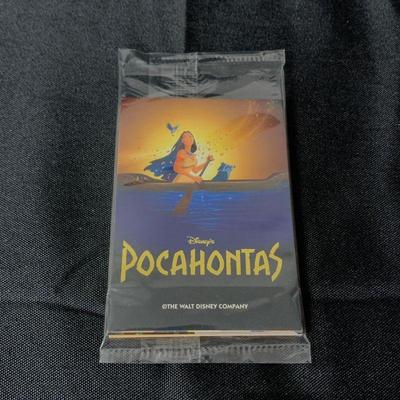 Disney's
POCAHONTAS
©THE WALT DISNEY COMPANY